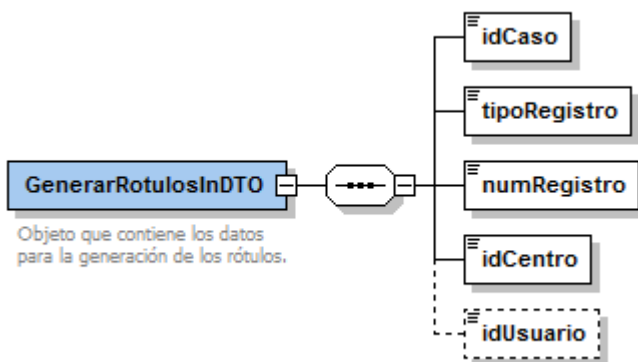 idCaso
tipoRegistro
GenerarRotulosInDTO
numRegistro
Objeto que contiene los datos
para la generación de los rótulos.
idCentro
idUsuario